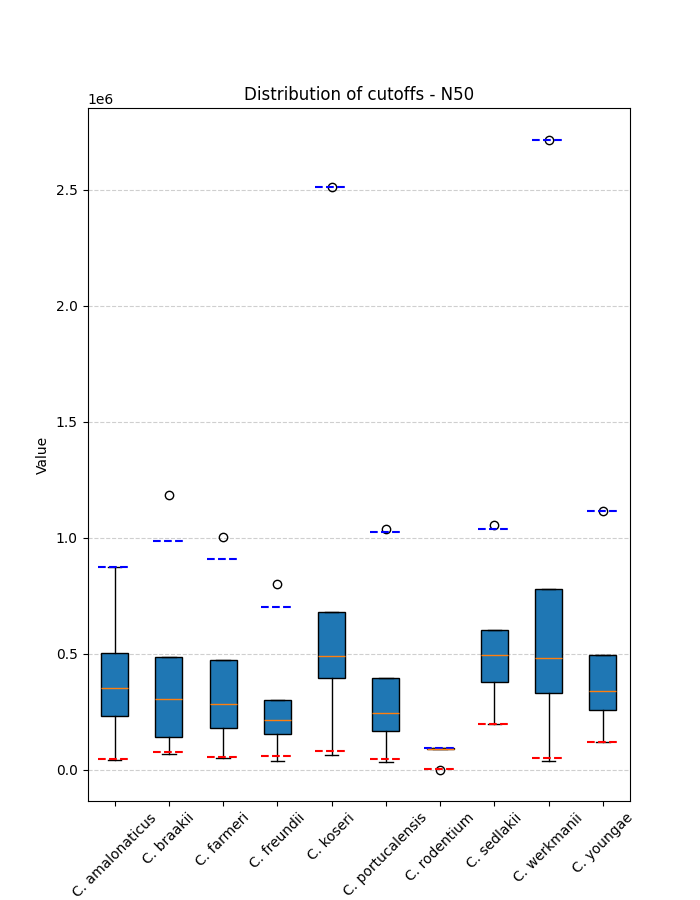 Distribution of cutoffs - N50
1e6
2.5
2.0
1.5
1.0
0.5
0.0
Value
C. amalonaticus
C. braakii
C. farmeri
C. freundii
C. koseri
C. portucalensis
C. rodentium
C. sedlakii
C. werkmanii
C. youngae